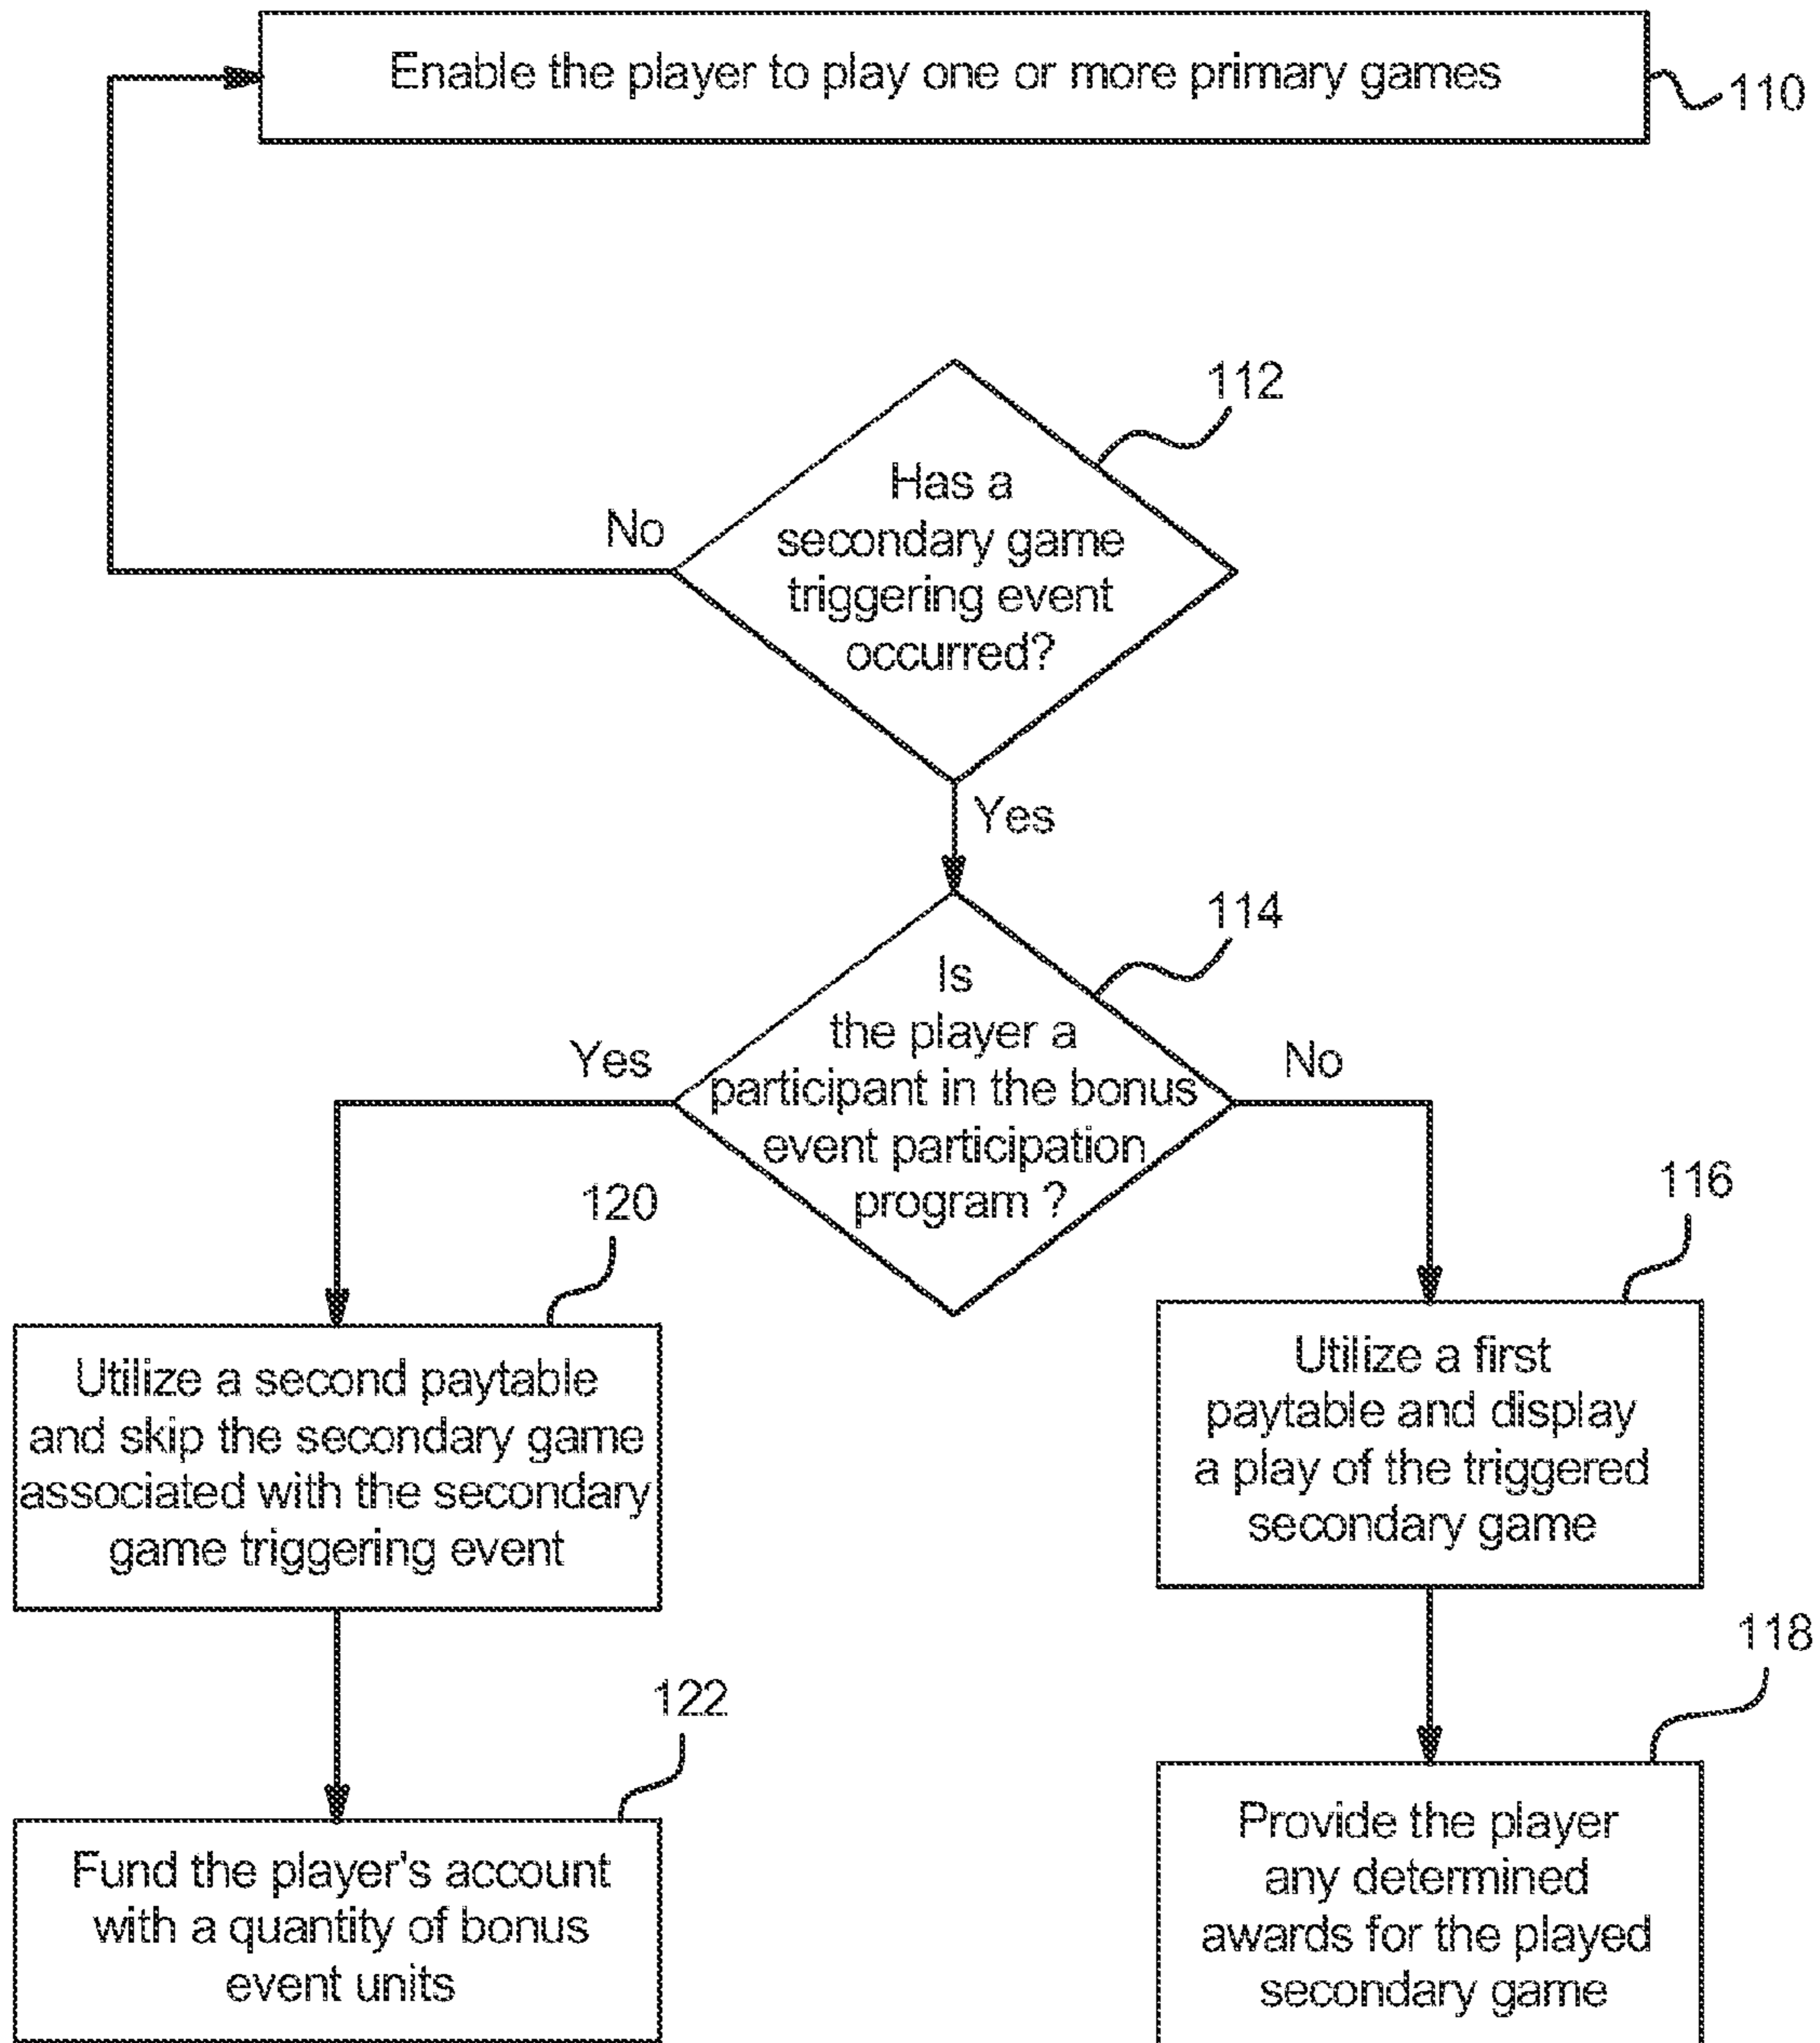 Enable the player to play one or more primary games
110
112
Has a
secondary game
triggering event
occurred?
No
Yes
114
Is
the player a
participant in the bonus
event participation
program ?
Yes
No
120
Utilize a second paytable
and skip the secondary game
associated with the secondary
game triggering event
116
Utilize a first
paytable and display
a play of the triggered
secondary game
122
Fund the player's account
with a quantity of bonus
event units
118
Provide the player
any determined
awards for the played
secondary game